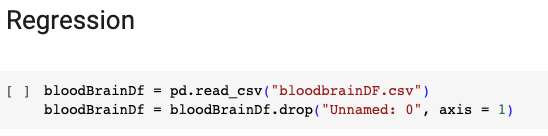 Regression
[ ] bloodBrainDf = pd.read_csv("bloodbrainDF.csv")
bloodBrainDf = bloodBrainDf.drop("Unnamed: 0", axis = 1)